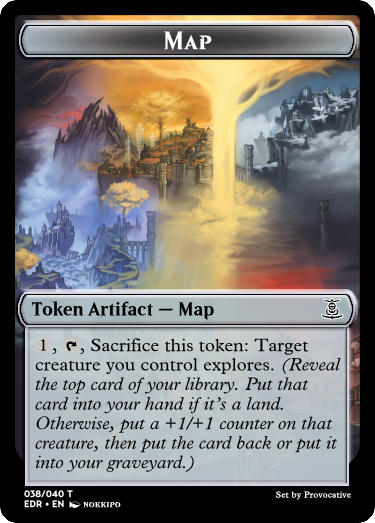 MAP
Token Artifact — Map
1, T, Sacrifice this token: Target
creature you control explores. (Reveal
the top card of your library. Put that
card into your hand if it's a land.
Otherwise, put a +1/+1 counter on that
creature, then put the card back or put it
into your graveyard.)
038/040 T
EDR • EN NOKKIPO
Set by Provocative